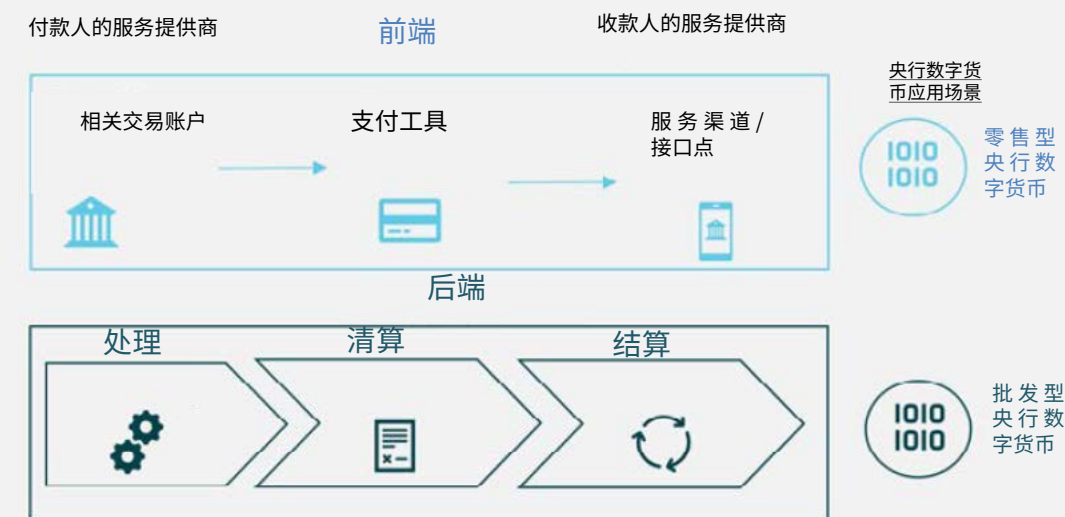 付款人的服务提供商
前端
收款人的服务提供商
央行数字货
币应用场景
相关交易账户
支付工具
服务渠道/
接口点
1010
1010
零售型
央行数
字货币
后端
处理
清算
结算
1010
1010
批发型
央行数
字货币